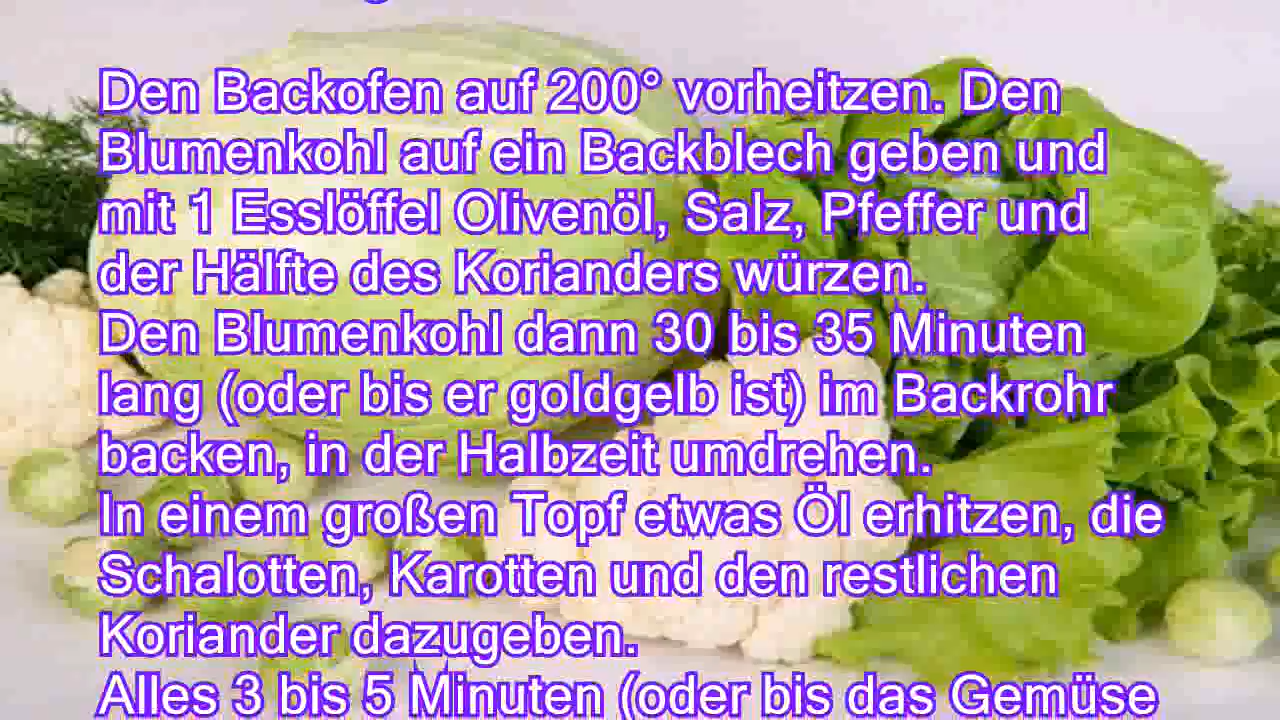 Den Backofen auf 200° vorheitzen. Den
Blumenkohl auf ein Backblech geben und
mit 1 Esslöffel Olivenöl, Salz, Pfeffer und
der Hälfte des Korianders würzen.
Den Blumenkohl dann 30 bis 35 Minuten
lang (oder bis er goldgelb ist) im Backrohr
backen, in der Halbzeit umdrehen.
In einem großen Topf etwas Öl erhitzen, die
Schalotten, Karotten und den restlichen
Koriander dazugeben.
Alles 3 bis 5 Minuten (oder bis das Gemüse